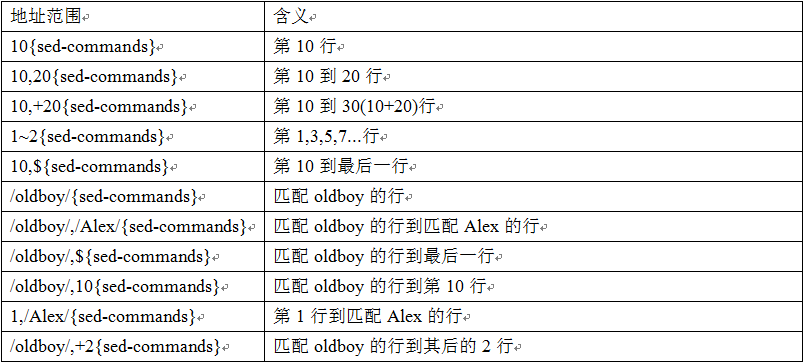 地址范围 含义
10{sed-commands} 第 10 行
10,20{sed-commands} 第 10 到 20 行
10,+20{sed-commands} 第 10 到 30(10+20)行
1~2{sed-commands} 第 1,3,5,7...行
10,${sed-commands} 第 10 到最后一行
/oldboy/{sed-commands} 匹配 oldboy 的行
/oldboy/,/Alex/{sed-commands} 匹配 oldboy 的行到匹配 Alex 的行
/oldboy/,${sed-commands} 匹配 oldboy 的行到最后一行
/oldboy/,10{sed-commands} 匹配 oldboy 的行到第 10 行
1,/Alex/{sed-commands} 第 1 行到匹配 Alex 的行
/oldboy/,+2{sed-commands} 匹配 oldboy 的行到其后的 2 行